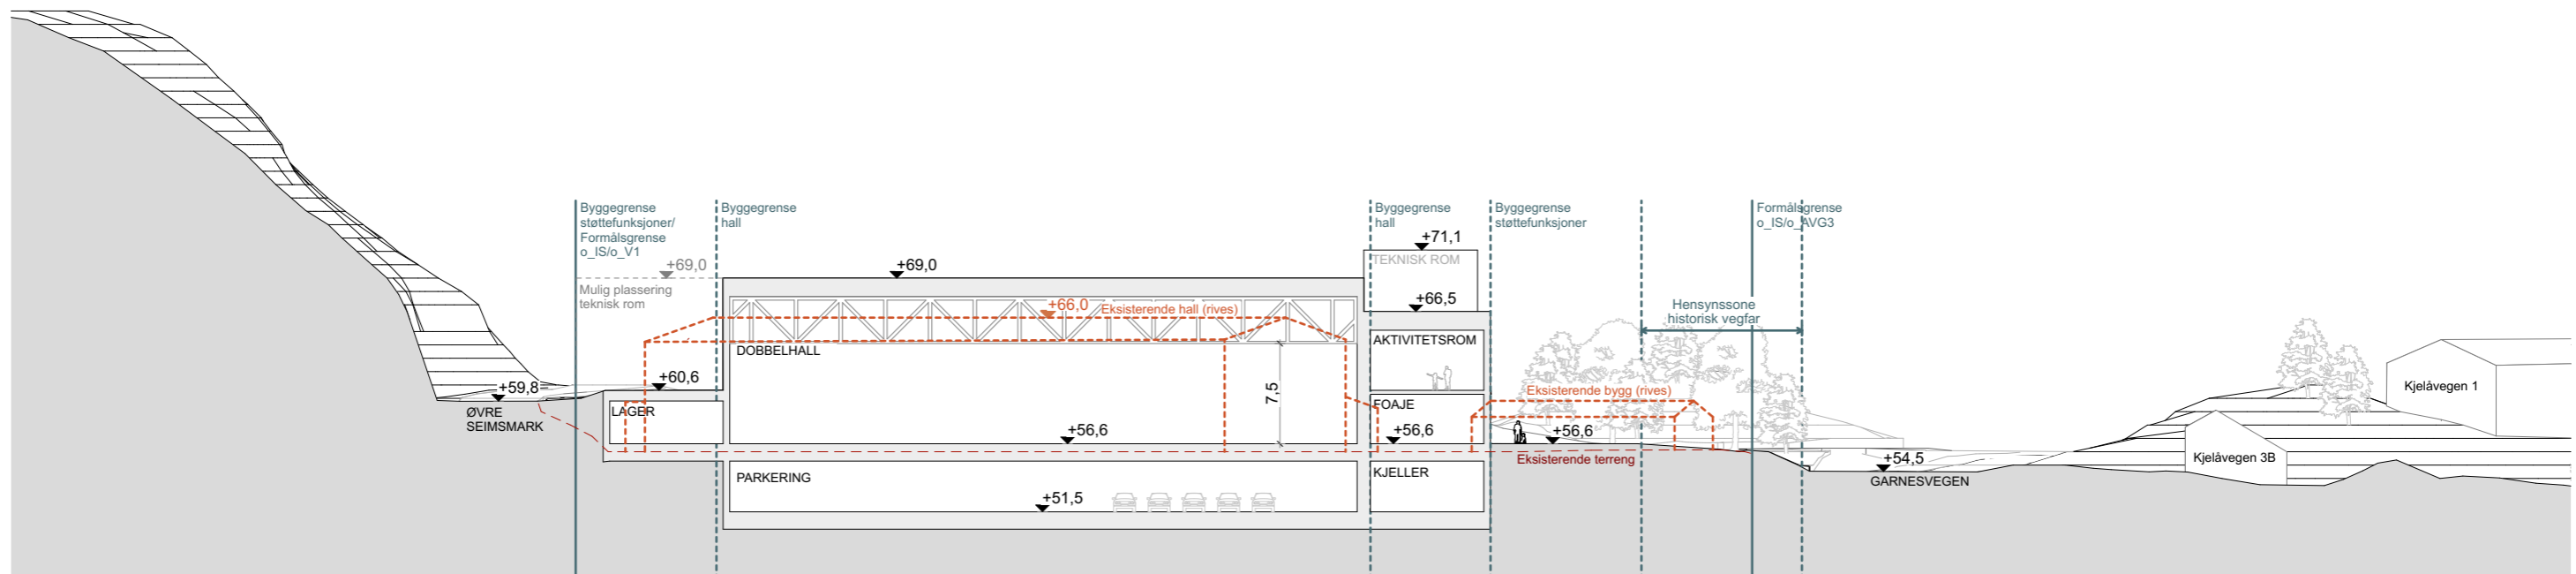 Byggegrense
støttefunksjoner/
Formålsgrense
o_IS/o_V1
Byggegrense
hall
Byggegrense
hall
Byggegrense
støttefunksjoner
Formålsgrense
o_IS/o_AVG3
+71,1
TEKNISK ROM
+69,0
+69,0
Mulig plassering
teknisk rom
+66,5
+66,0
Eksisterende hall (rives)
Hensynssone
historisk vegfar
DOBBELHALL
AKTIVITETSROM
+60,6
+59,8
7,5
Eksisterende bygg (rives)
Kjelåvegen 1
ØVRE
SEIMSMARK
LAGER
FOAJE
+56,6
+56,6
+56,6
Eksisterende terreng
+54,5
GARNESVEGEN
Kjelåvegen 3B
PARKERING
KJELLER
+51,5